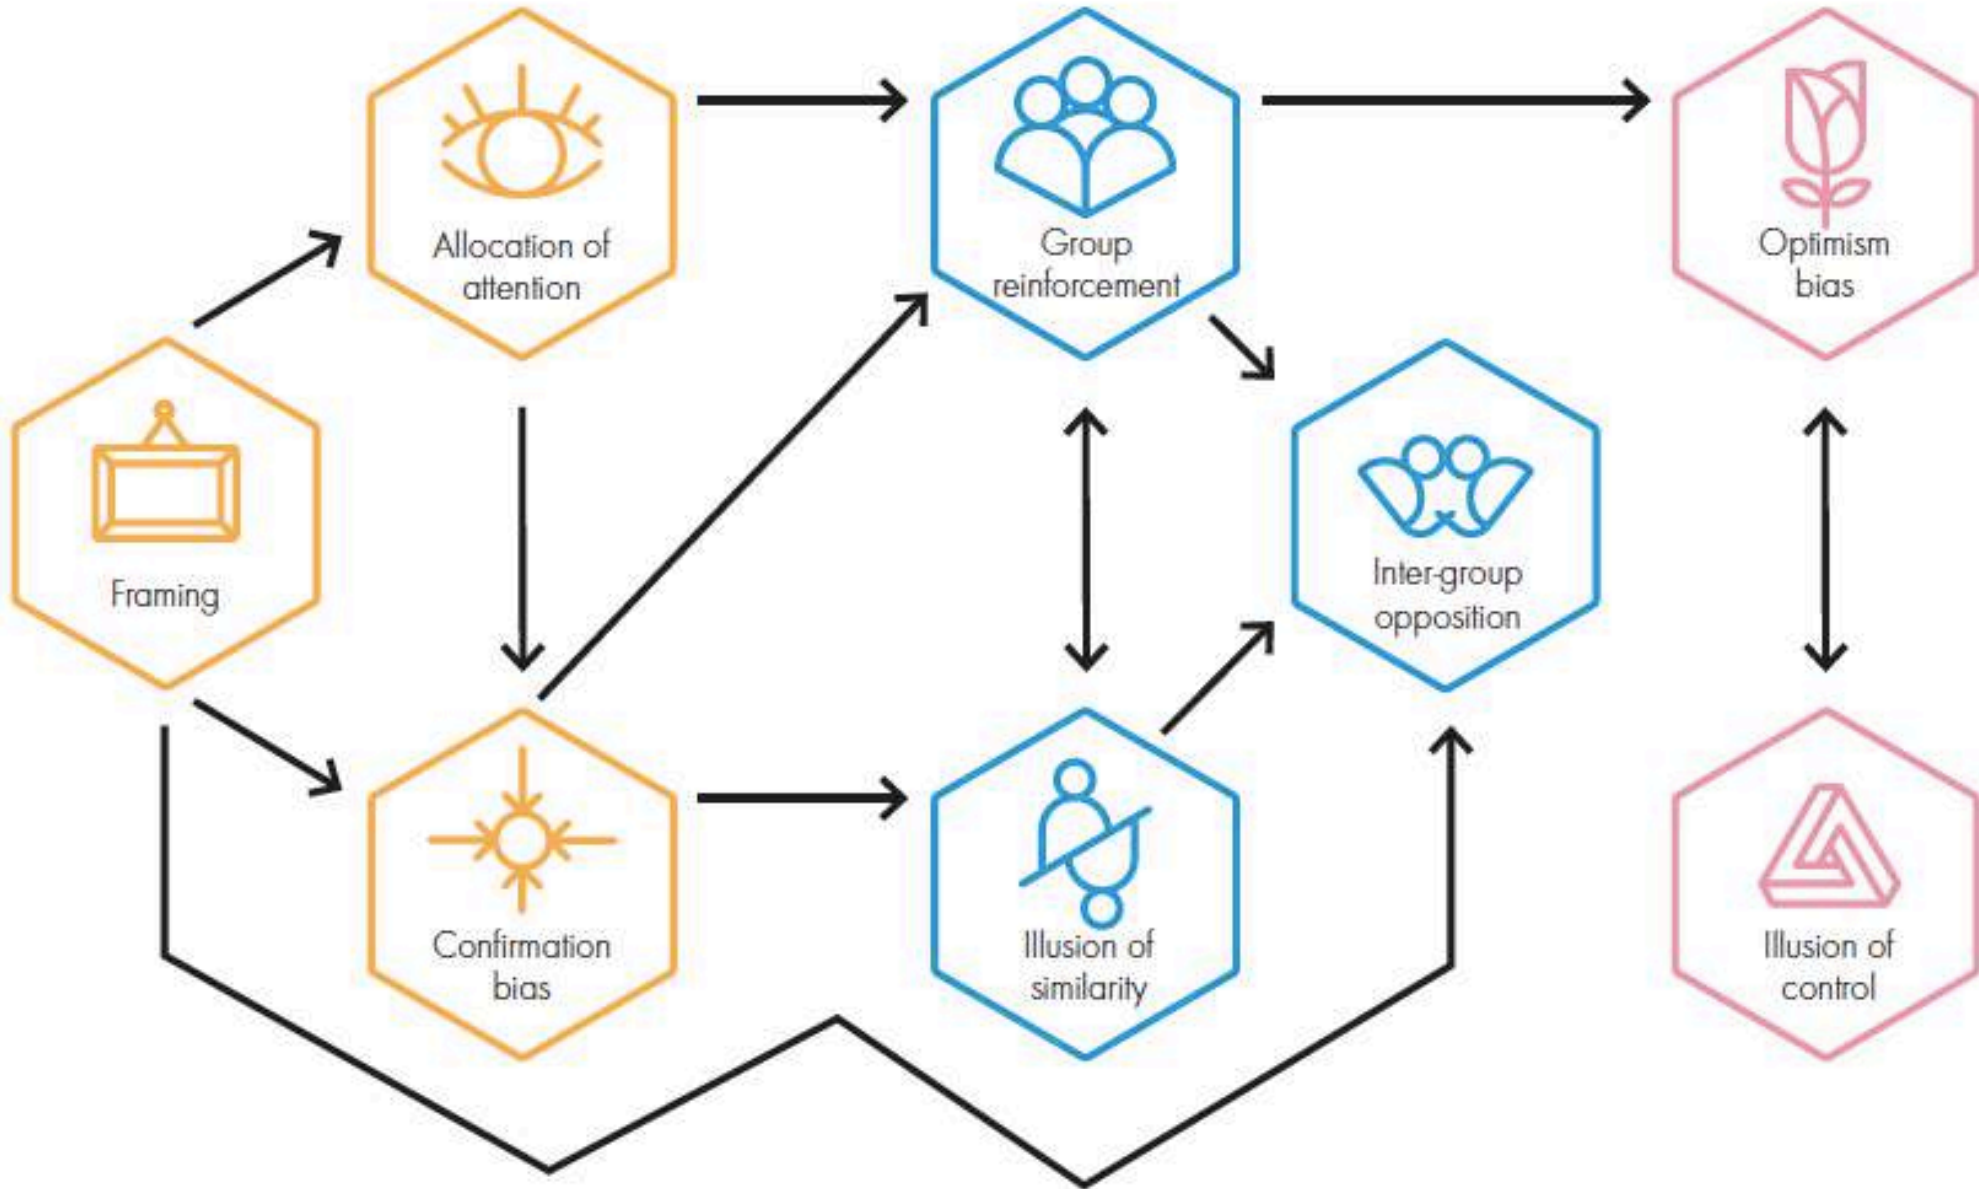 Allocation of
attention
Group
reinforcement
Optimism
bias
Framing
Inter-group
opposition
Confirmation
bias
Illusion of
similarity
Illusion of
control